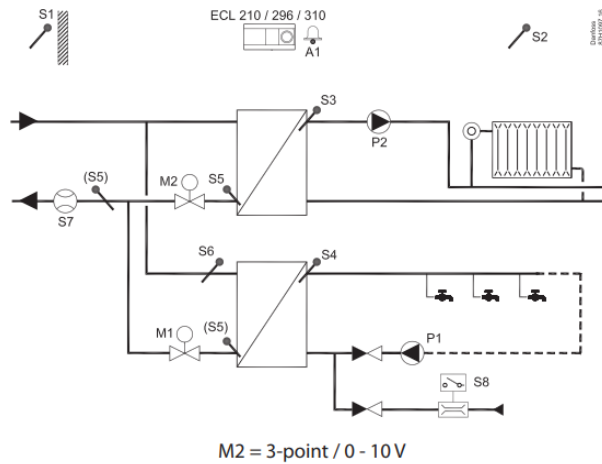 S1
ECL 210 / 296 / 310
A1
S2
Danfoss
S3
P2
(S5)
M2
S5
S7
S6
S4
M1
(S5)
P1
S8
M2 = 3-point / 0 - 10 V